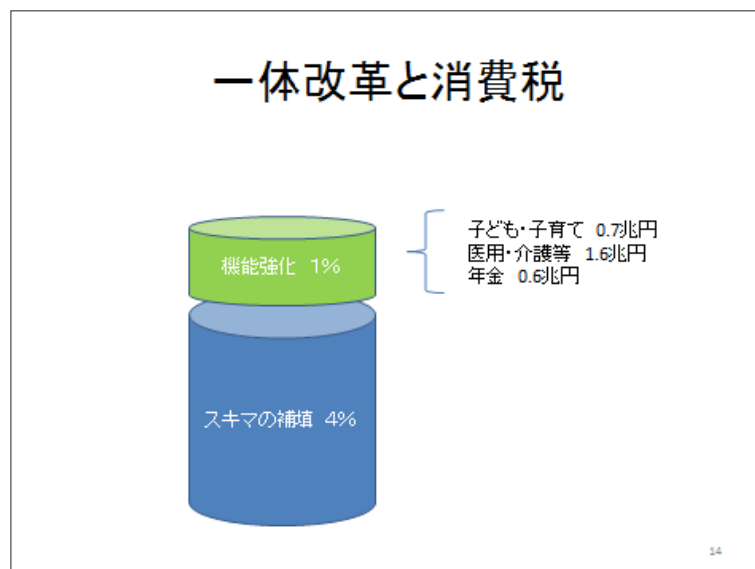 一体改革と消費税
子ども・子育て 0.7兆円
医用・介護等 1.6兆円
年金 0.6兆円
機能強化 1%
スキマの補填 4%
14